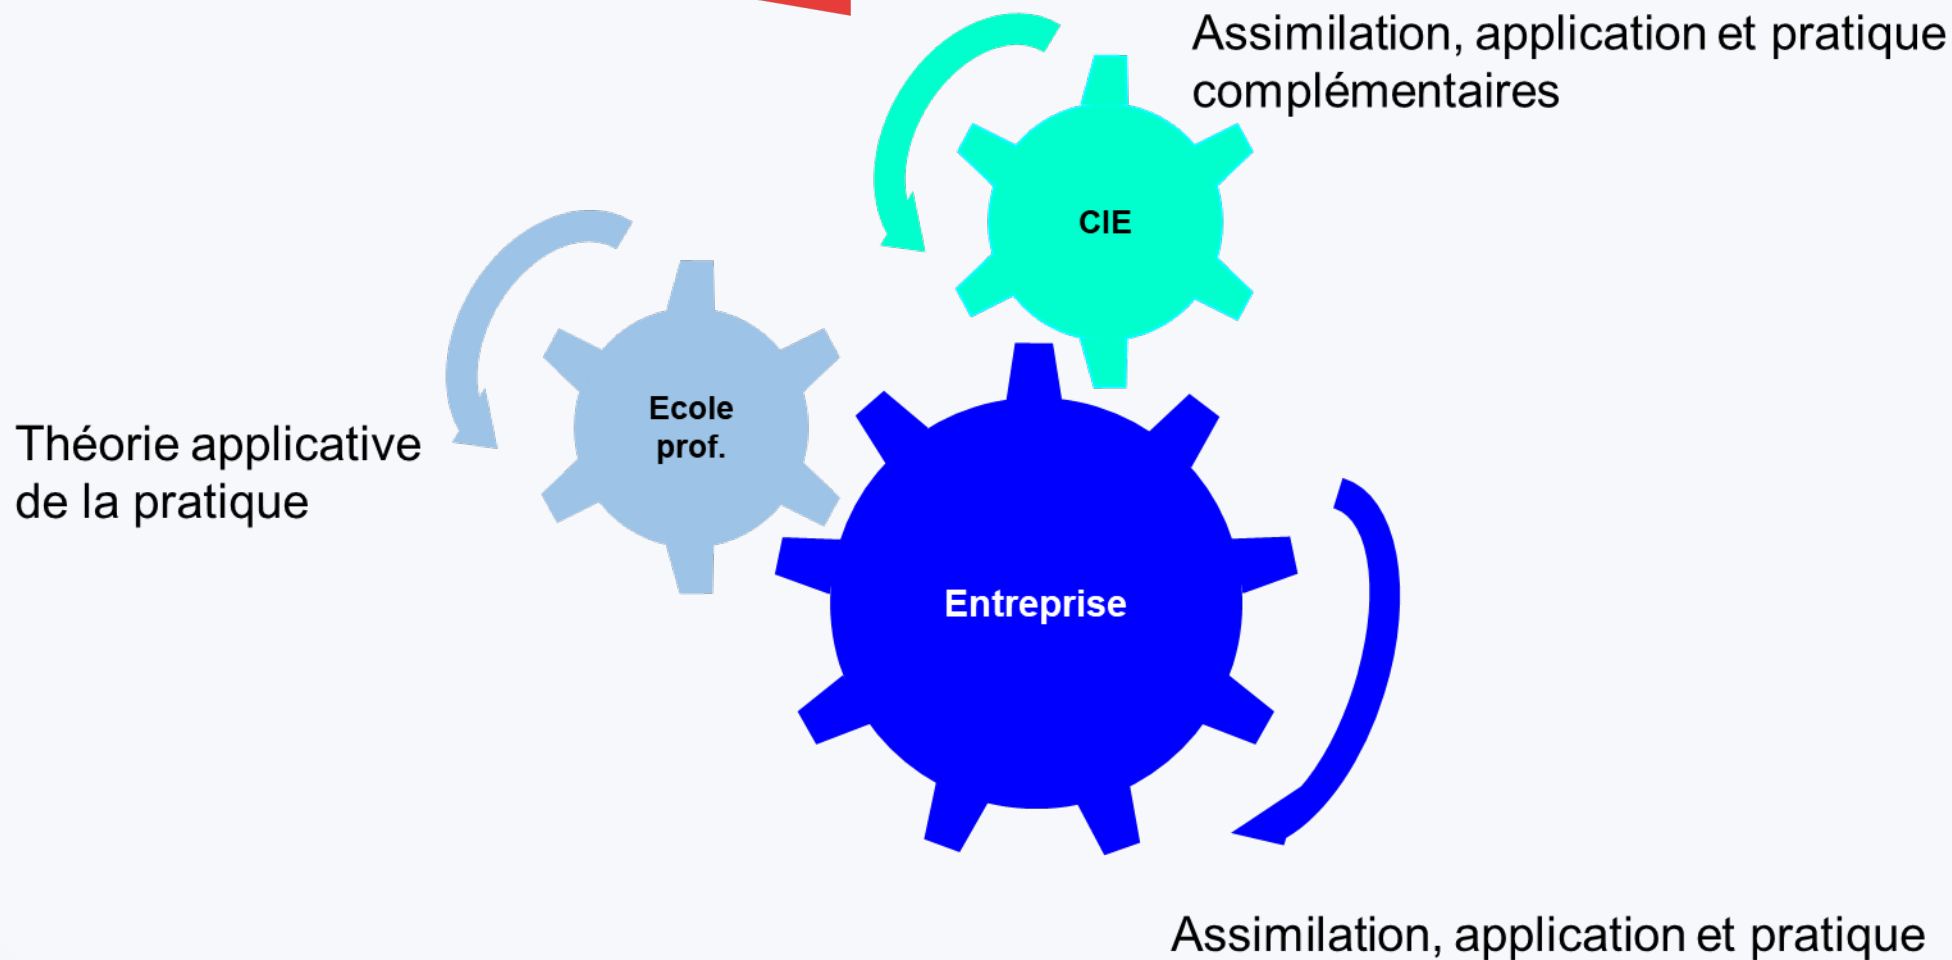 Assimilation, application et pratique
complémentaires
CIE
Ecole
prof.
Théorie applicative
de la pratique
Entreprise
Assimilation, application et pratique